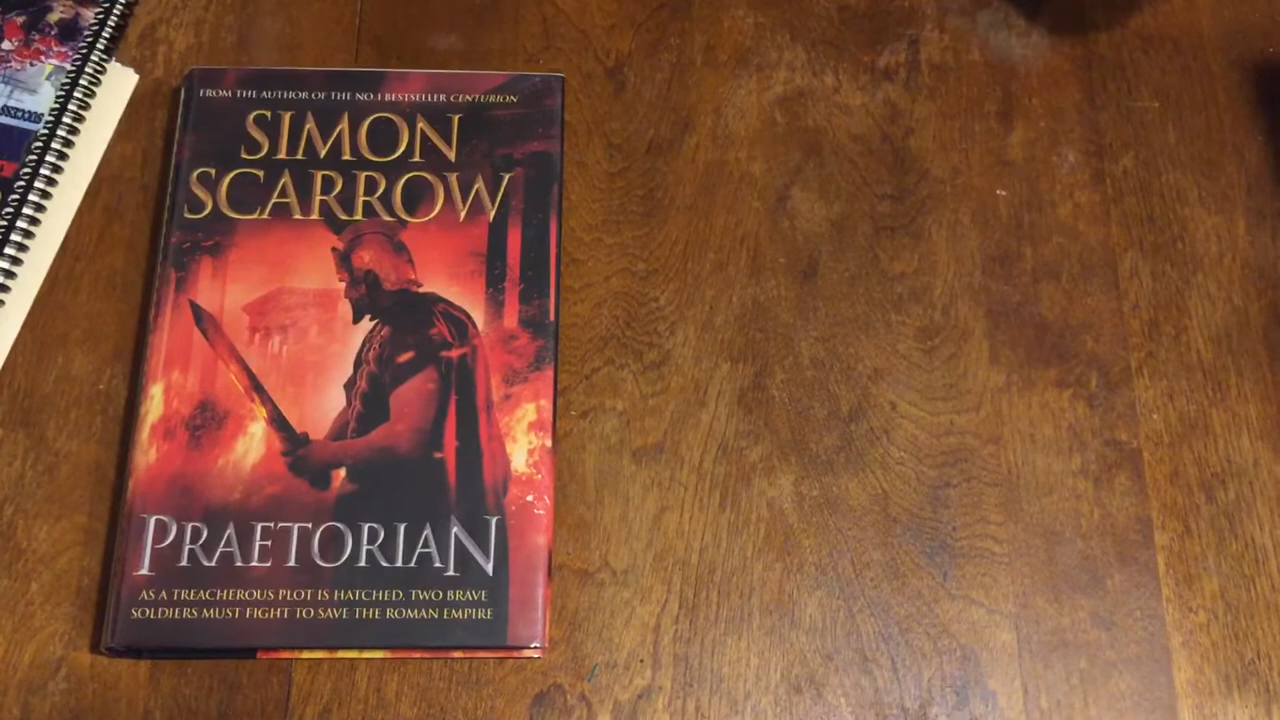 FROM THE AUTHOR OF THE NO.1 BESTSELLER CENTURION
SIMON
SCARROW
PRAETORIAN
AS A TREACHEROUS PLOT IS HATCHED, TWO BRAVE
SOLDIERS MUST FIGHT TO SAVE THE ROMAN EMPIRE